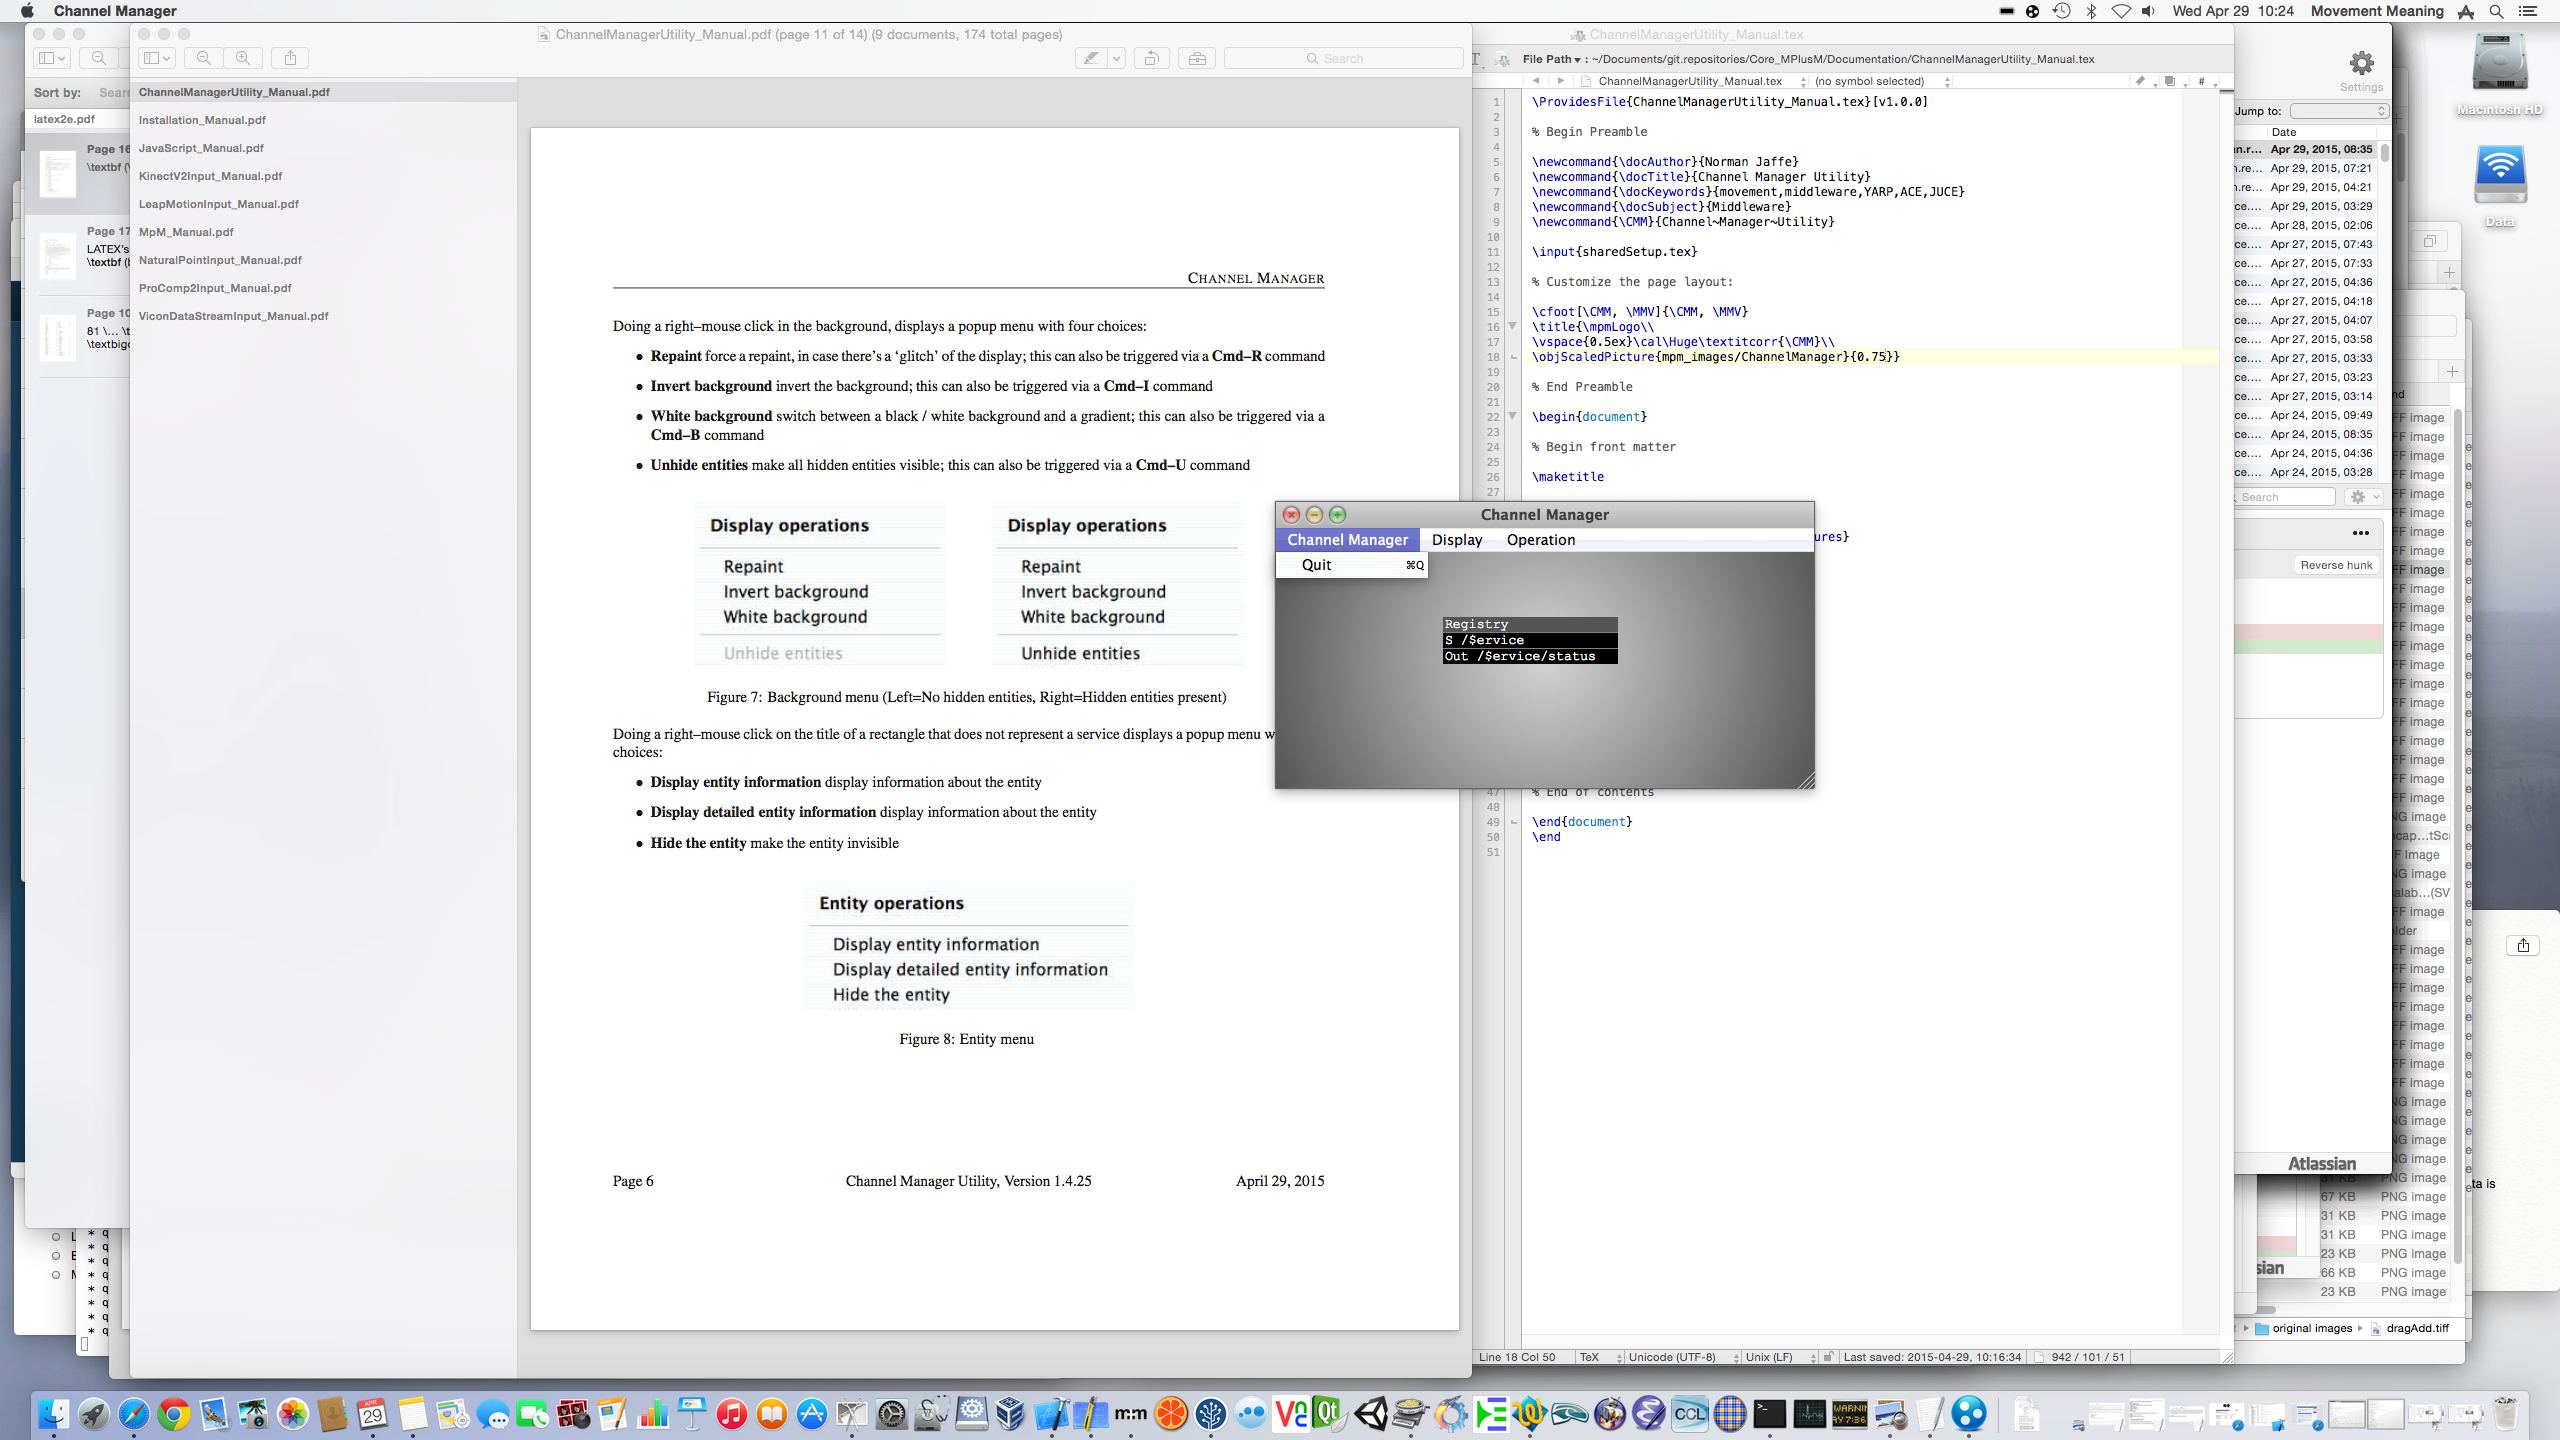 Channel Manager
Wed Apr 29 10:24 Movement Meaning
ChannelManagerUtility_Manual.pdf (page 11 of 14) (9 documents, 174 total pages)
Search
Sort by:
latex2e.pdf
Page 16
Page 17
LATEX's
ChannelManagerUtility_Manual.pdf
Installation_Manual.pdf
JavaScript_Manual.pdf
KinectV2Input_Manual.pdf
LeapMotionInput_Manual.pdf
MpM_Manual.pdf
NaturalPointInput_Manual.pdf
ProComp2Input_Manual.pdf
ViconDataStreamInput_Manual.pdf
CHANNEL MANAGER
Doing a right–mouse click in the background, displays a popup menu with four choices:
• Repaint force a repaint, in case there's a ‘glitch’ of the display; this can also be triggered via a Cmd–R command
• Invert background invert the background; this can also be triggered via a Cmd–I command
• White background switch between a black / white background and a gradient; this can also be triggered via a
Cmd–B command
• Unhide entities make all hidden entities visible; this can also be triggered via a Cmd–U command
Display operations
Repaint
Invert background
White background
Unhide entities
Display operations
Repaint
Invert background
White background
Unhide entities
Figure 7: Background menu (Left=No hidden entities, Right=Hidden entities present)
Doing a right–mouse click on the title of a rectangle that does not represent a service displays a popup menu
choices:
• Display entity information display information about the entity
• Display detailed entity information display information about the entity
• Hide the entity make the entity invisible
Entity operations
Display entity information
Display detailed entity information
Hide the entity
Figure 8: Entity menu
Page 6 Channel Manager Utility, Version 1.4.25 April 29, 2015
Channel Manager
Channel Manager Display Operation
Quit ⌘Q
Registry
S /$ervice
Out /$ervice/status
ChannelManagerUtility_Manual.tex
File Path ▾ : ~/Documents/git.repositories/Core_MPlusM/Documentation/ChannelManagerUtility_Manual.tex
ChannelManagerUtility_Manual.tex (no symbol selected)
1 \ProvidesFile{ChannelManagerUtility_Manual.tex}[v1.0.0]
2
3 % Begin Preamble
4
5 \newcommand{\docAuthor}{Norman Jaffe}
6 \newcommand{\docTitle}{Channel Manager Utility}
7 \newcommand{\docKeywords}{movement,middleware,YARP,ACE,JUCE}
8 \newcommand{\docSubject}{Middleware}
9 \newcommand{\CMM}{Channel~Manager~Utility}
10
11 \input{sharedSetup.tex}
12
13 % Customize the page layout:
14
15 \cfoot[\CMM, \MMV]{\CMM, \MMV}
16 \title{\mpmLogo\\
17 \vspace{0.5ex}\cal\Huge\textitcorr{\CMM}\\
18 \objScaledPicture{mpm_images/ChannelManager}{0.75}}
19
20 % End Preamble
21
22 \begin{document}
23
24 % Begin front matter
25
26 \maketitle
27
ures}
47 % End of contents
48
49 \end{document}
50 \end
51
Line 18 Col 50 TeX Unicode (UTF-8) Unix (LF) Last saved: 2015-04-29, 10:16:34 942 / 101 / 51
Settings
Jump to:
Date
Apr 29, 2015, 08:35
Apr 29, 2015, 07:21
Apr 29, 2015, 04:21
Apr 29, 2015, 03:29
Apr 28, 2015, 02:06
Apr 27, 2015, 07:43
Apr 27, 2015, 07:33
Apr 27, 2015, 04:36
Apr 27, 2015, 04:18
Apr 27, 2015, 04:07
Apr 27, 2015, 03:57
Apr 27, 2015, 03:52
Apr 27, 2015, 03:23
Apr 27, 2015, 03:14
Apr 24, 2015, 09:49
Apr 24, 2015, 08:35
Apr 24, 2015, 04:36
Apr 24, 2015, 03:28
Search
Reverse hunk
Atlassian
67 KB PNG image
31 KB PNG image
31 KB PNG image
23 KB PNG image
66 KB PNG image
23 KB PNG image
original images ▸ dragAdd.tiff
Macintosh HD
Data